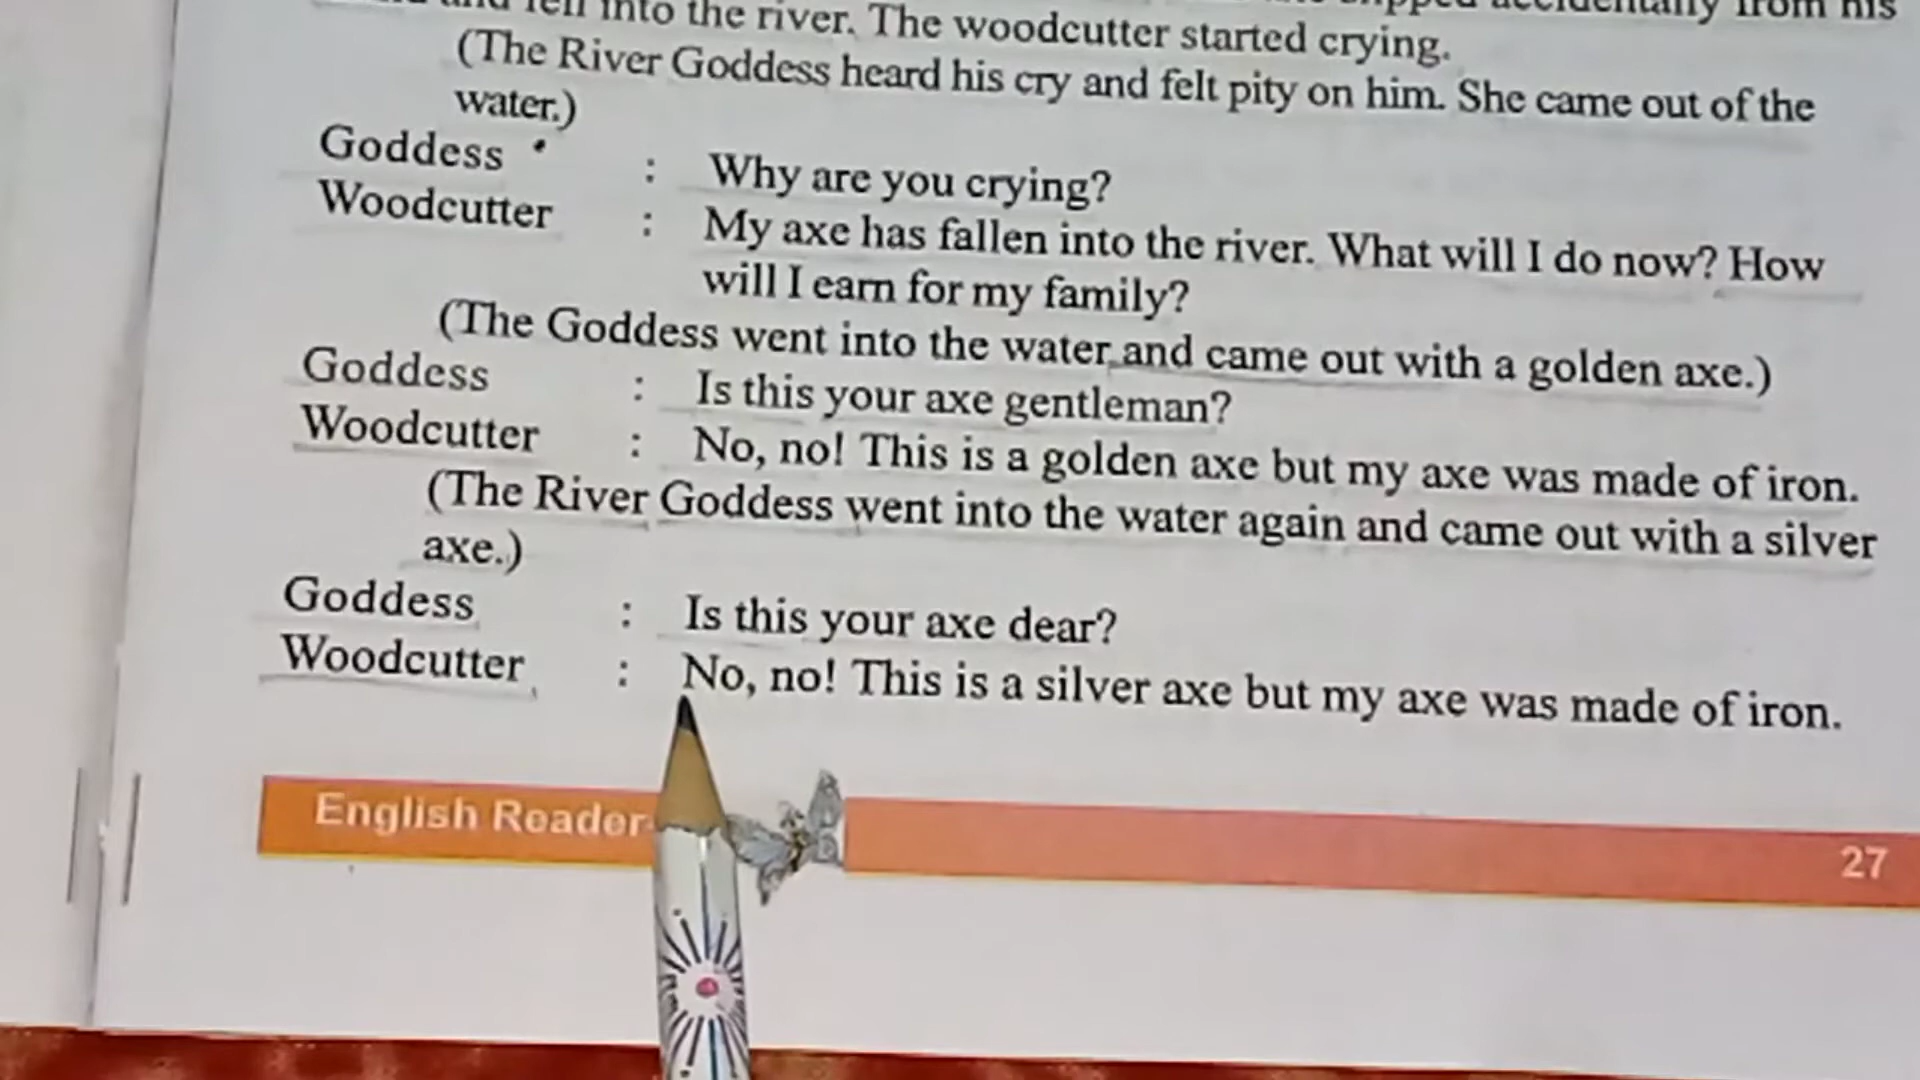 fell into the river. The woodcutter started crying.
(The River Goddess heard his cry and felt pity on him. She came out of the
water.)
Goddess : Why are you crying?
Woodcutter : My axe has fallen into the river. What will I do now? How
will I earn for my family?
(The Goddess went into the water and came out with a golden axe.)
Goddess : Is this your axe gentleman?
Woodcutter : No, no! This is a golden axe but my axe was made of iron.
(The River Goddess went into the water again and came out with a silver
axe.)
Goddess : Is this your axe dear?
Woodcutter : No, no! This is a silver axe but my axe was made of iron.
English Reader
27